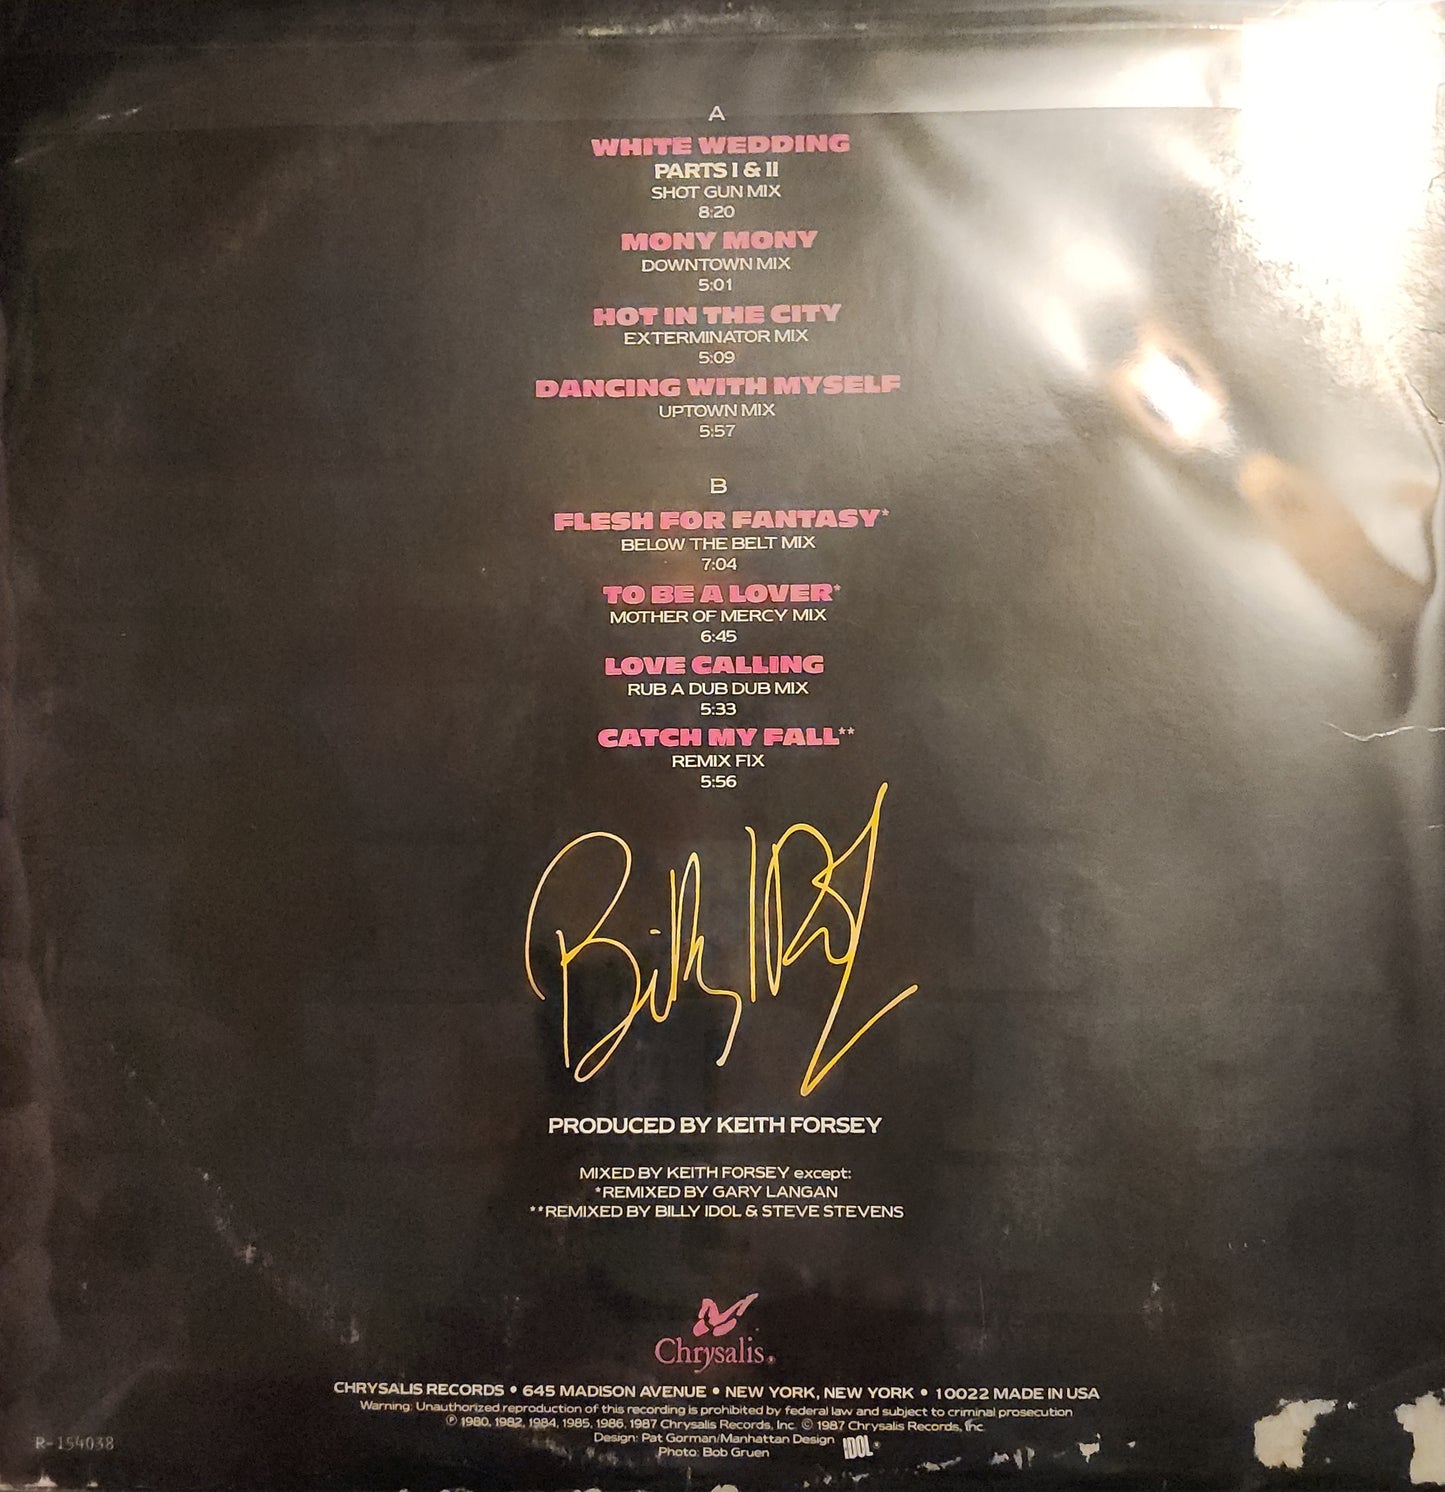 A
WHITE WEDDING
PARTS I & II
SHOT GUN MIX
8:20
MONY MONY
DOWNTOWN MIX
5:01
HOT IN THE CITY
EXTERMINATOR MIX
5:09
DANCING WITH MYSELF
UPTOWN MIX
5:57
B
FLESH FOR FANTASY*
BELOW THE BELT MIX
7:04
TO BE A LOVER*
MOTHER OF MERCY MIX
6:45
LOVE CALLING
RUB A DUB DUB MIX
5:33
CATCH MY FALL**
REMIX FIX
5:56
Billy Idol
PRODUCED BY KEITH FORSEY
MIXED BY KEITH FORSEY except:
*REMIXED BY GARY LANGAN
**REMIXED BY BILLY IDOL & STEVE STEVENS
Chrysalis®
CHRYSALIS RECORDS • 645 MADISON AVENUE • NEW YORK, NEW YORK • 10022 MADE IN USA
Warning: Unauthorized reproduction of this recording is prohibited by federal law and subject to criminal prosecution
℗ 1980, 1982, 1984, 1985, 1986, 1987 Chrysalis Records, Inc. © 1987 Chrysalis Records, Inc.
Design: Pat Gorman/Manhattan Design IDOL®
Photo: Bob Gruen
R-154038